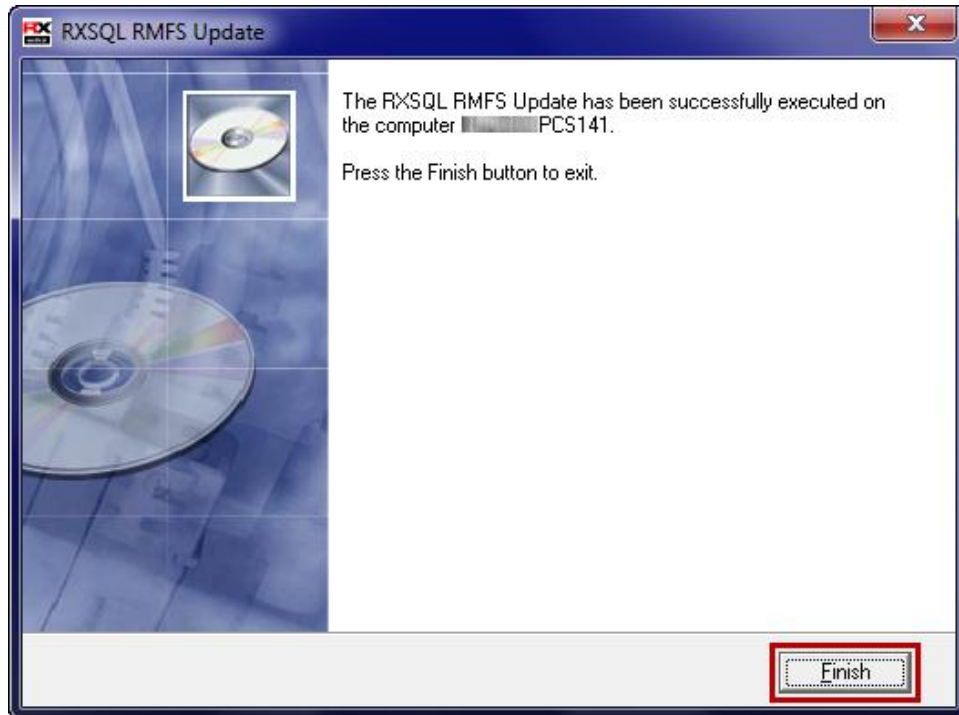 RXSQL RMFS Update
The RXSQL RMFS Update has been successfully executed on
the computer PCS141.
Press the Finish button to exit.
Finish